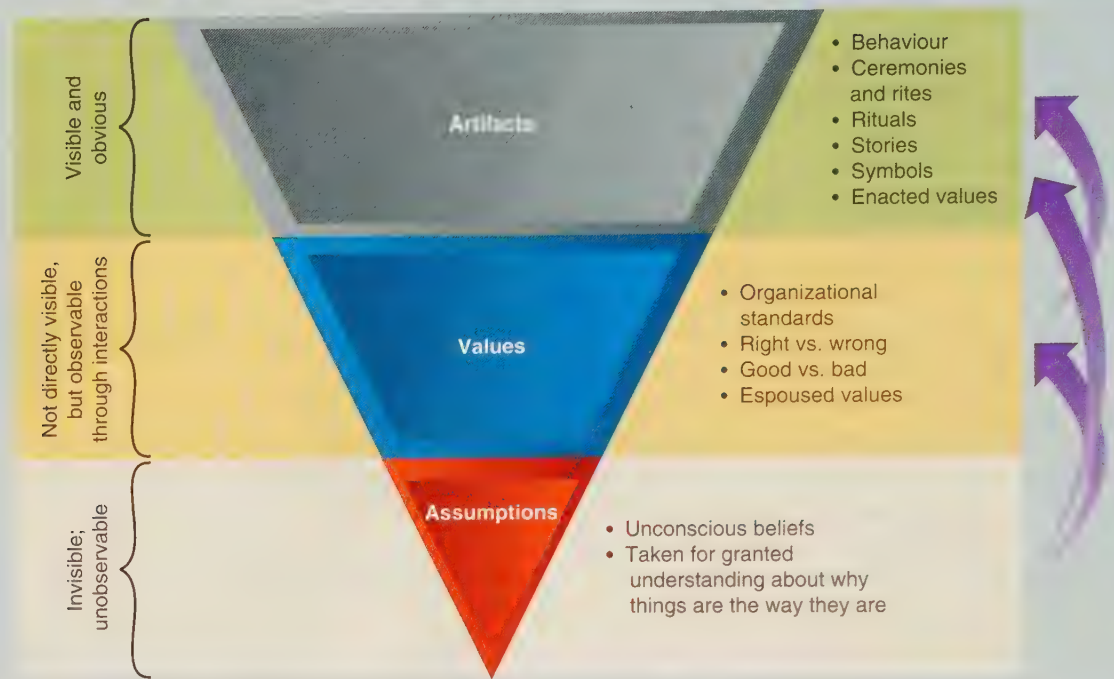 Visible and
obvious
Artifacts
• Behaviour
• Ceremonies
and rites
• Rituals
• Stories
• Symbols
• Enacted values
Not directly visible,
but observable
through interactions
Values
• Organizational
standards
• Right vs. wrong
• Good vs. bad
• Espoused values
Invisible;
unobservable
Assumptions
• Unconscious beliefs
• Taken for granted
understanding about why
things are the way they are